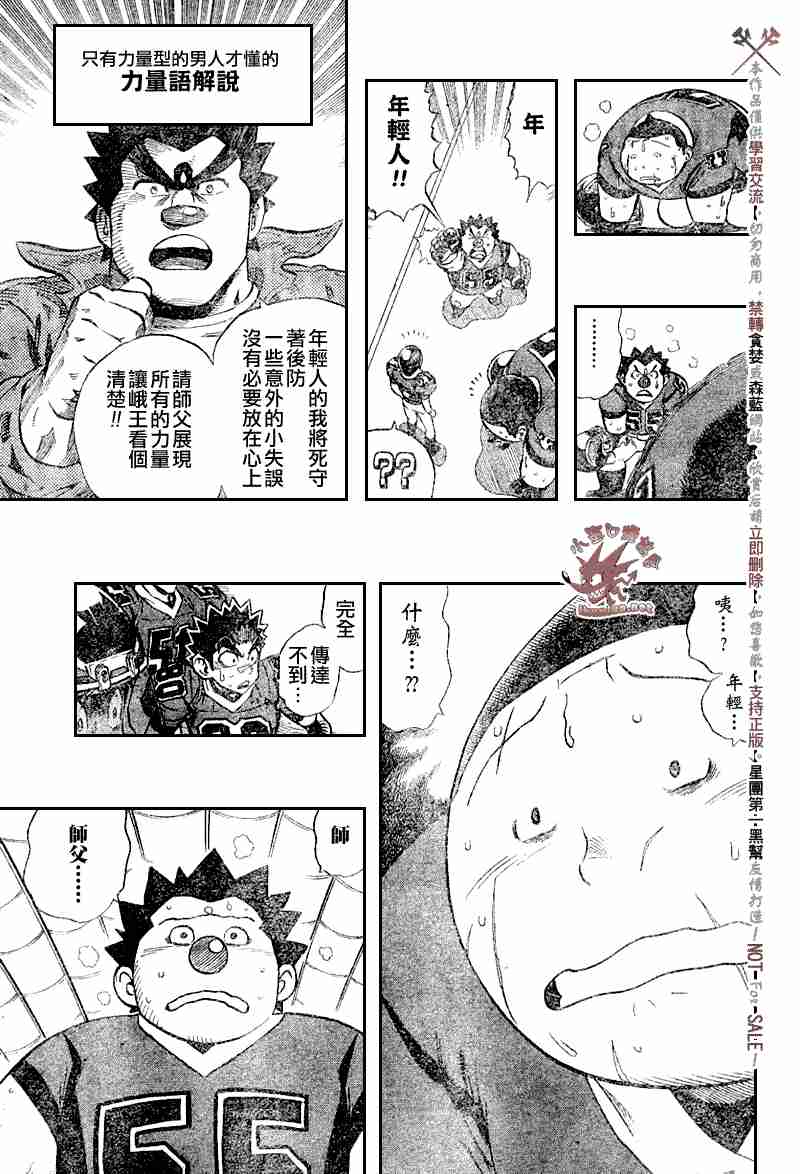 ……
年
年輕人!!
??
只有力量型的男人才懂的
力量語解說
年輕人的我將死守
著後防
一些意外的小失誤
沒有必要放在心上
請師父展現
所有的力量
讓峨王看個
清楚!!
咦…?
年輕…
什麼…??
完全
傳達
不到…
師
師父……
55
本作品僅供學習交流,切勿商用,禁轉貪婪或森藍網站。欣賞后請立即刪除,如您喜歡,支持正版。星團第二黑幫友情打造!NOT-For-SALE!